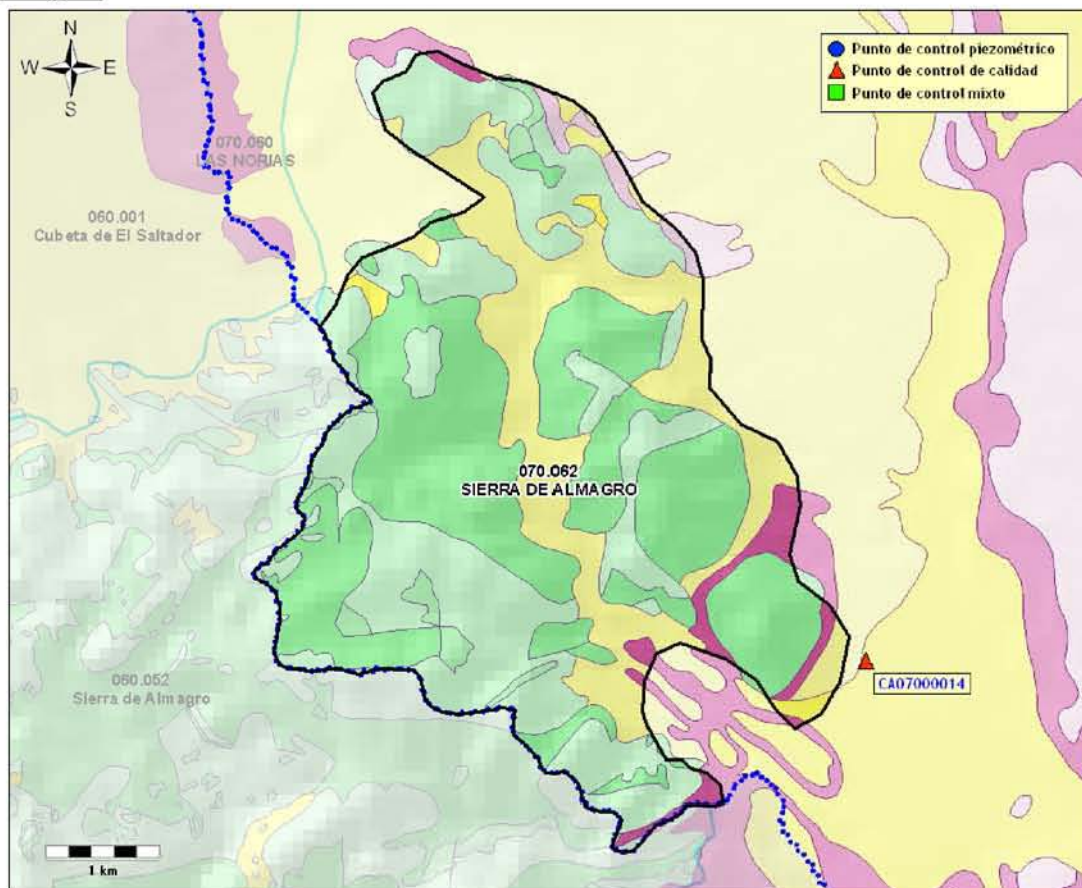 N
W E
S
Punto de control piezométrico
Punto de control de calidad
Punto de control mixto
070.060
LAS NORIAS
060.001
Cubeta de El Saltador
070.062
SIERRA DE ALMAGRO
060.052
Sierra de Almagro
CA07000014
1 km